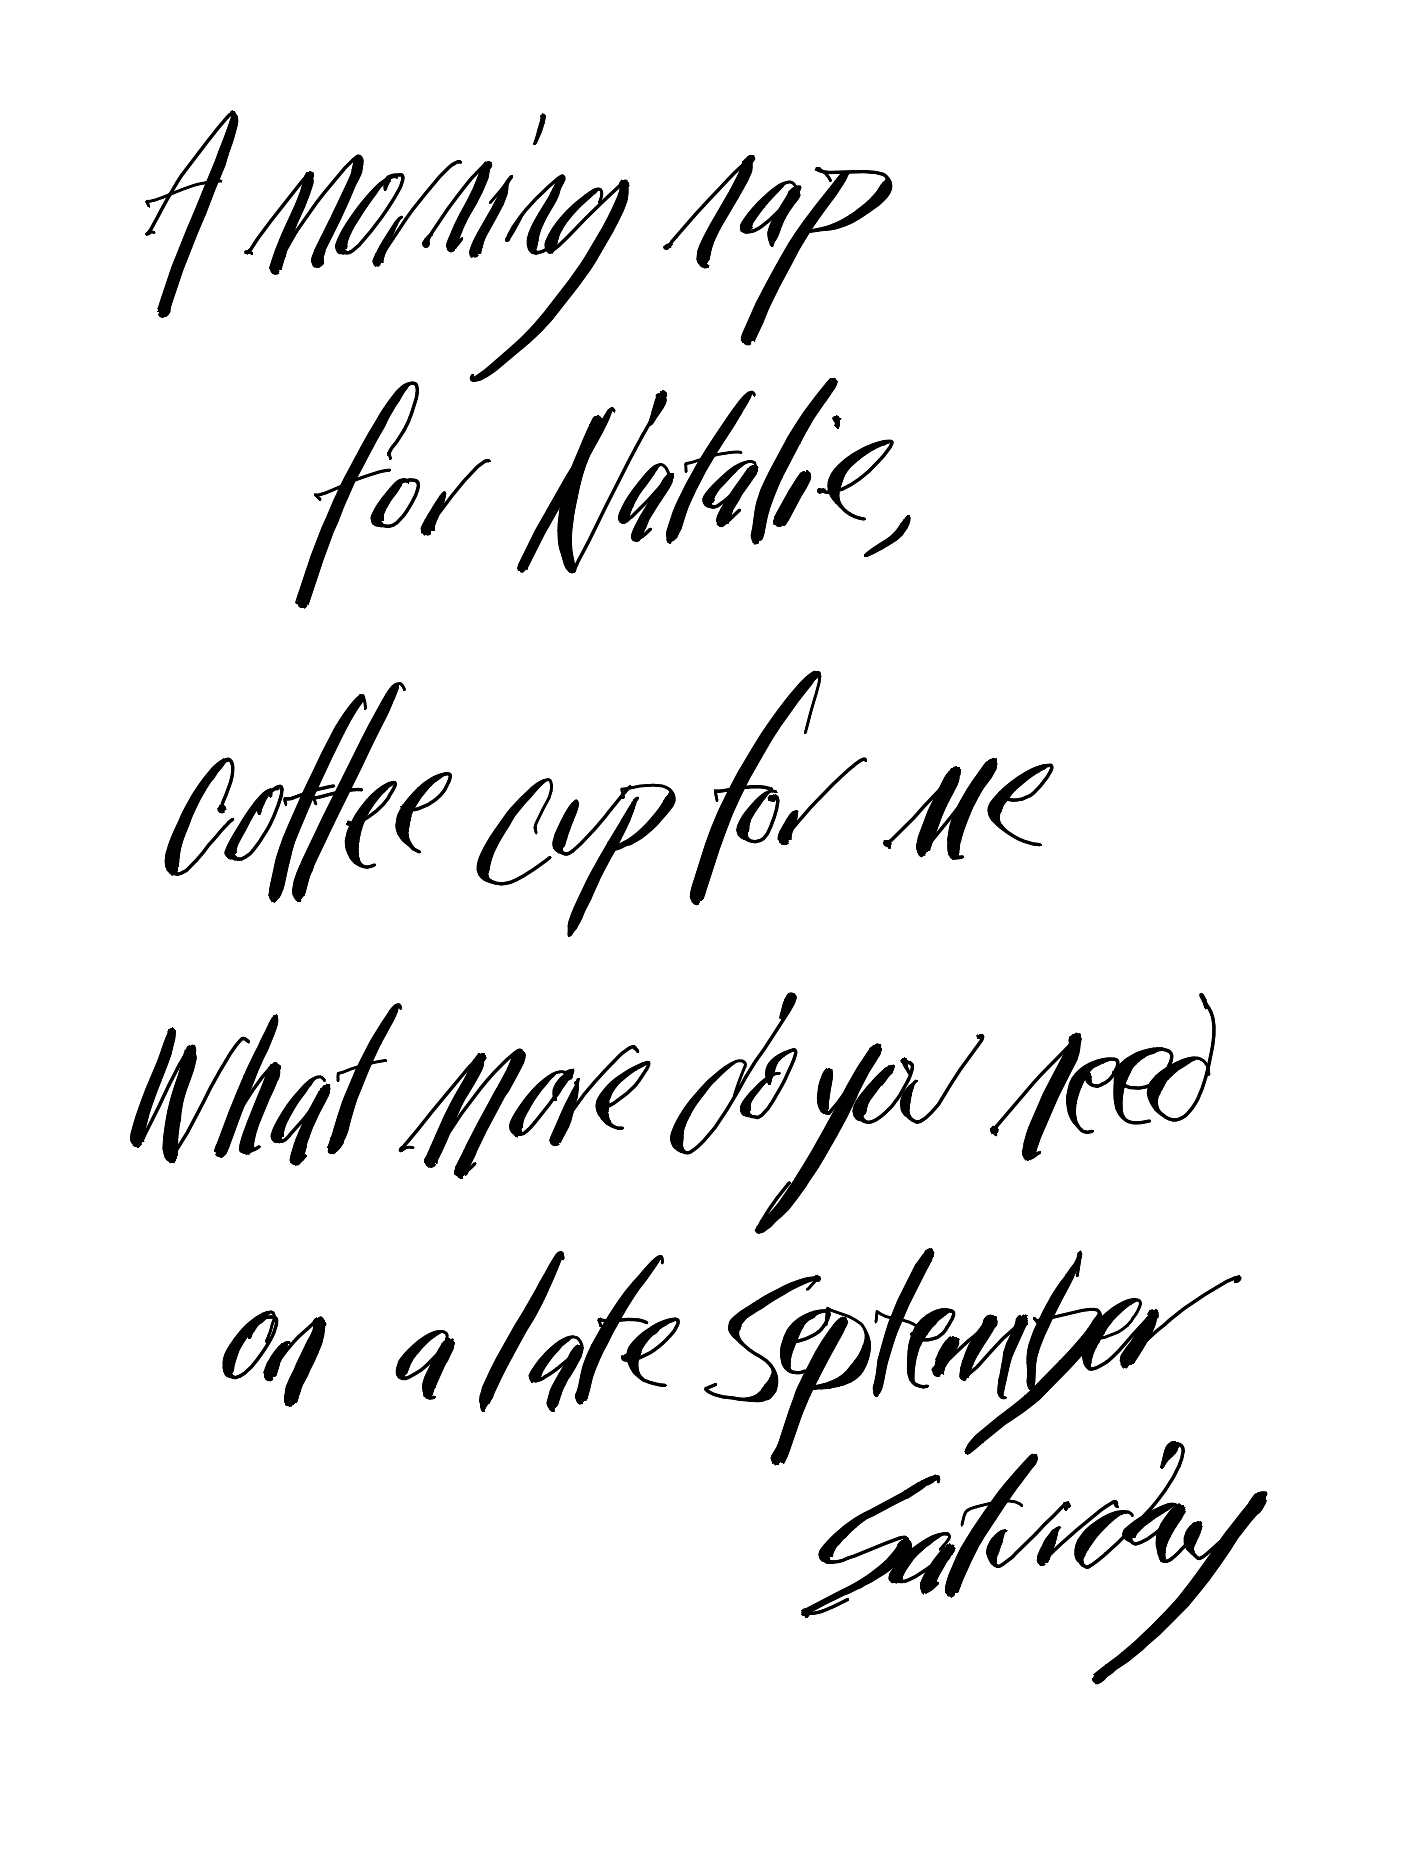 A morning nap
for Natalie,
coffee cup for me
What more do you need
on a late September
Saturday